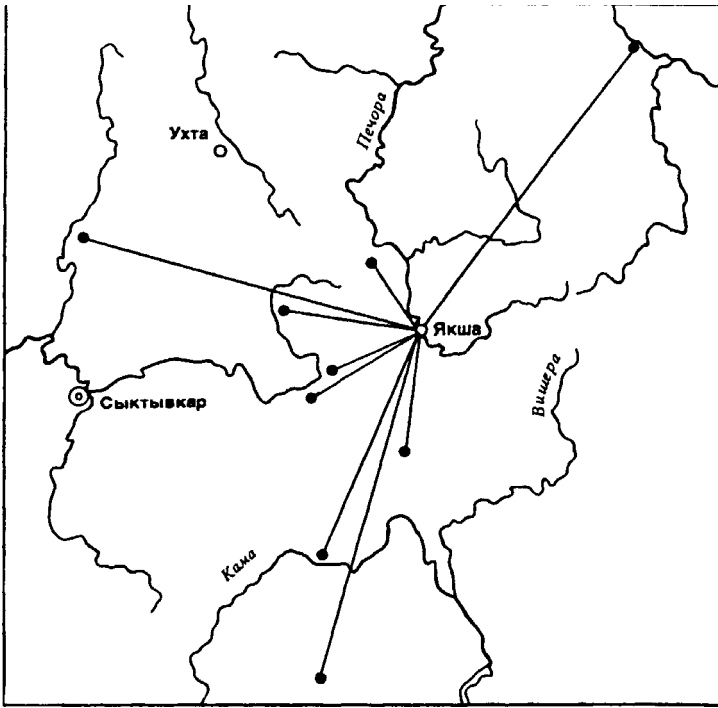 Печора
Ухта
Якша
Вишера
Сыктывкар
Кама